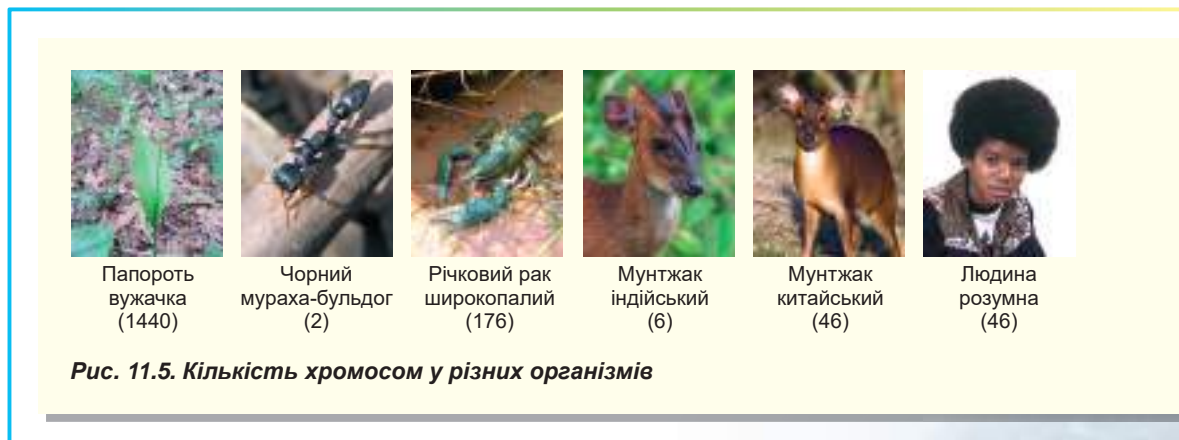 Папороть
вужачка
(1440)
Чорний
мураха-бульдог
(2)
Річковий рак
широкопалий
(176)
Мунтжак
індійський
(6)
Мунтжак
китайський
(46)
Людина
розумна
(46)
Рис. 11.5. Кількість хромосом у різних організмів